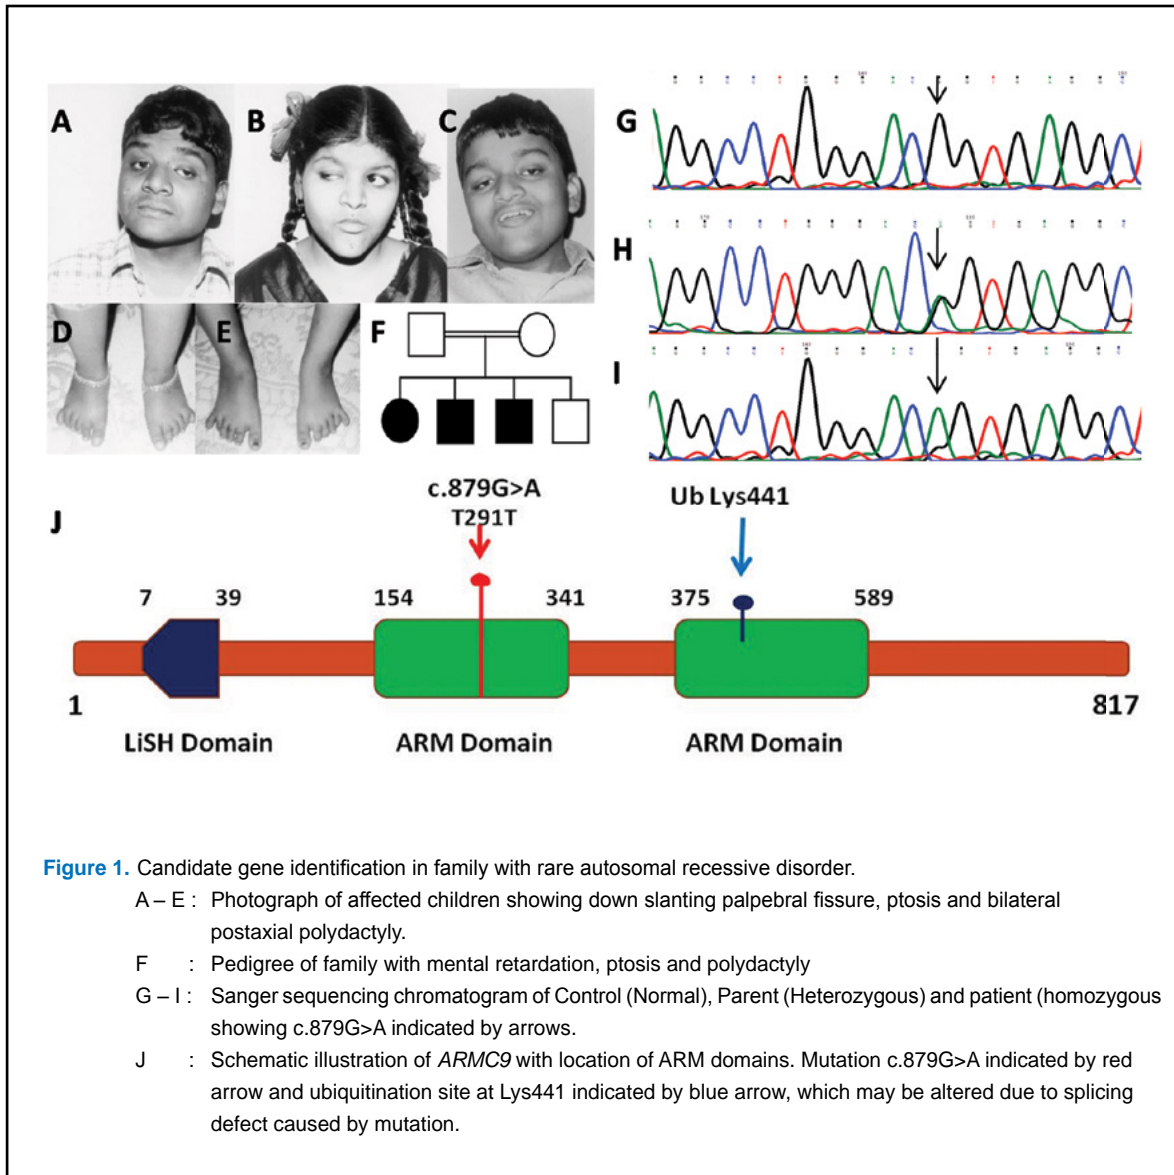 A
B
C
G
H
D
E
F
I
c.879G>A
T291T
Ub Lys441
J
7
39
154
341
375
589
1
817
LiSH Domain
ARM Domain
ARM Domain
Figure 1. Candidate gene identification in family with rare autosomal recessive disorder.
A – E : Photograph of affected children showing down slanting palpebral fissure, ptosis and bilateral
postaxial polydactyly.
F : Pedigree of family with mental retardation, ptosis and polydactyly
G – I : Sanger sequencing chromatogram of Control (Normal), Parent (Heterozygous) and patient (homozygous
showing c.879G>A indicated by arrows.
J : Schematic illustration of ARMC9 with location of ARM domains. Mutation c.879G>A indicated by red
arrow and ubiquitination site at Lys441 indicated by blue arrow, which may be altered due to splicing
defect caused by mutation.